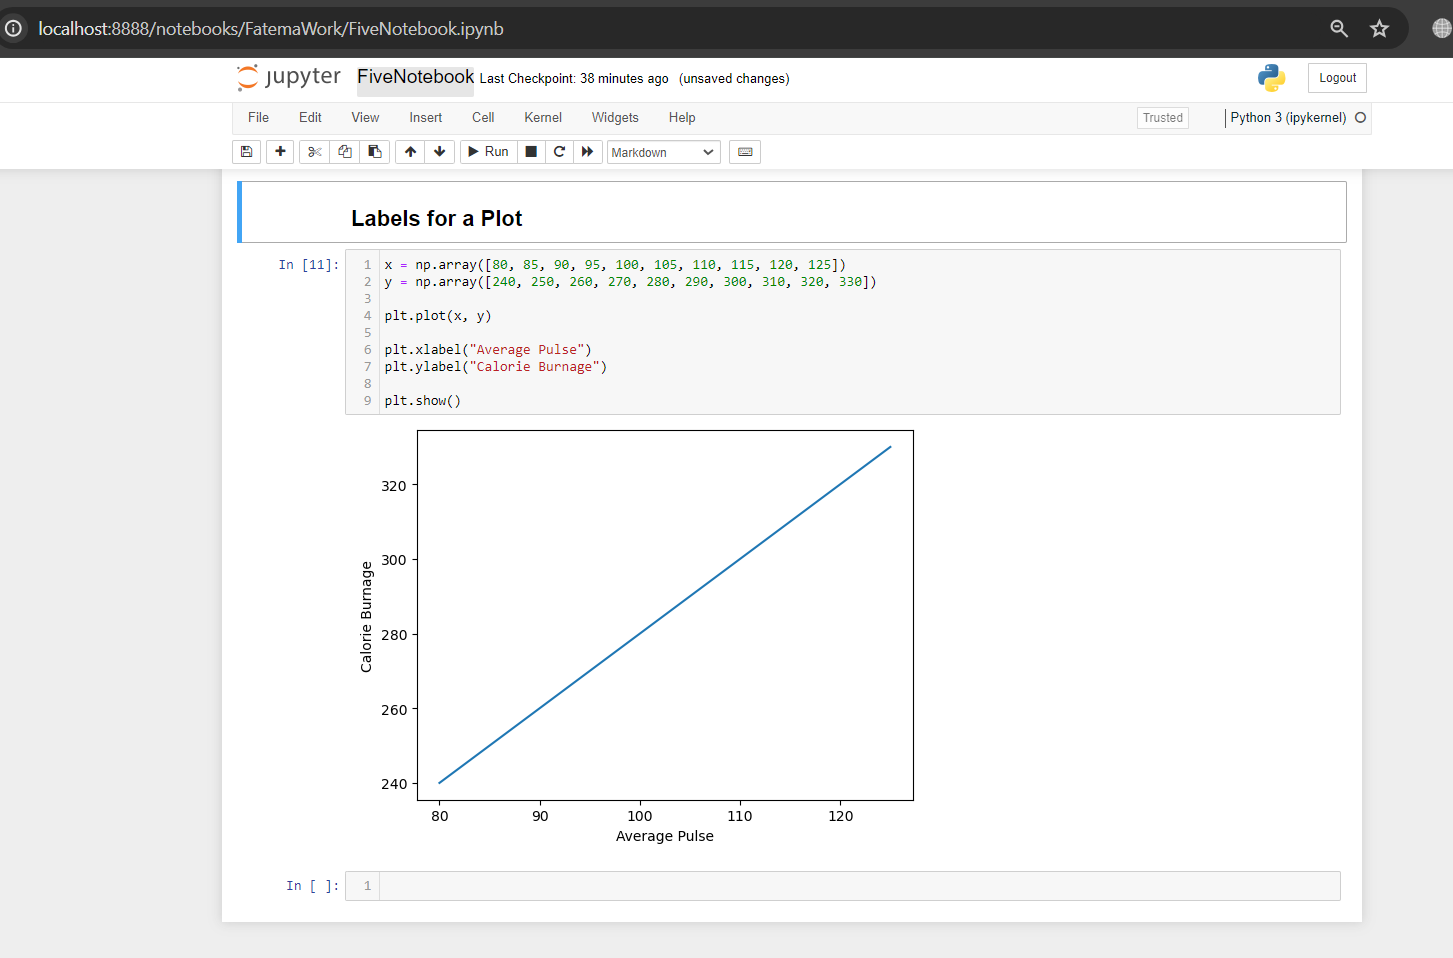 localhost:8888/notebooks/FatemaWork/FiveNotebook.ipynb
jupyter FiveNotebook Last Checkpoint: 38 minutes ago (unsaved changes) Logout
File Edit View Insert Cell Kernel Widgets Help Trusted Python 3 (ipykernel)
Run Markdown
Labels for a Plot
In [11]:
1 x = np.array([80, 85, 90, 95, 100, 105, 110, 115, 120, 125])
2 y = np.array([240, 250, 260, 270, 280, 290, 300, 310, 320, 330])
3
4 plt.plot(x, y)
5
6 plt.xlabel("Average Pulse")
7 plt.ylabel("Calorie Burnage")
8
9 plt.show()
Calorie Burnage
320
300
280
260
240
80 90 100 110 120
Average Pulse
In [ ]: 1